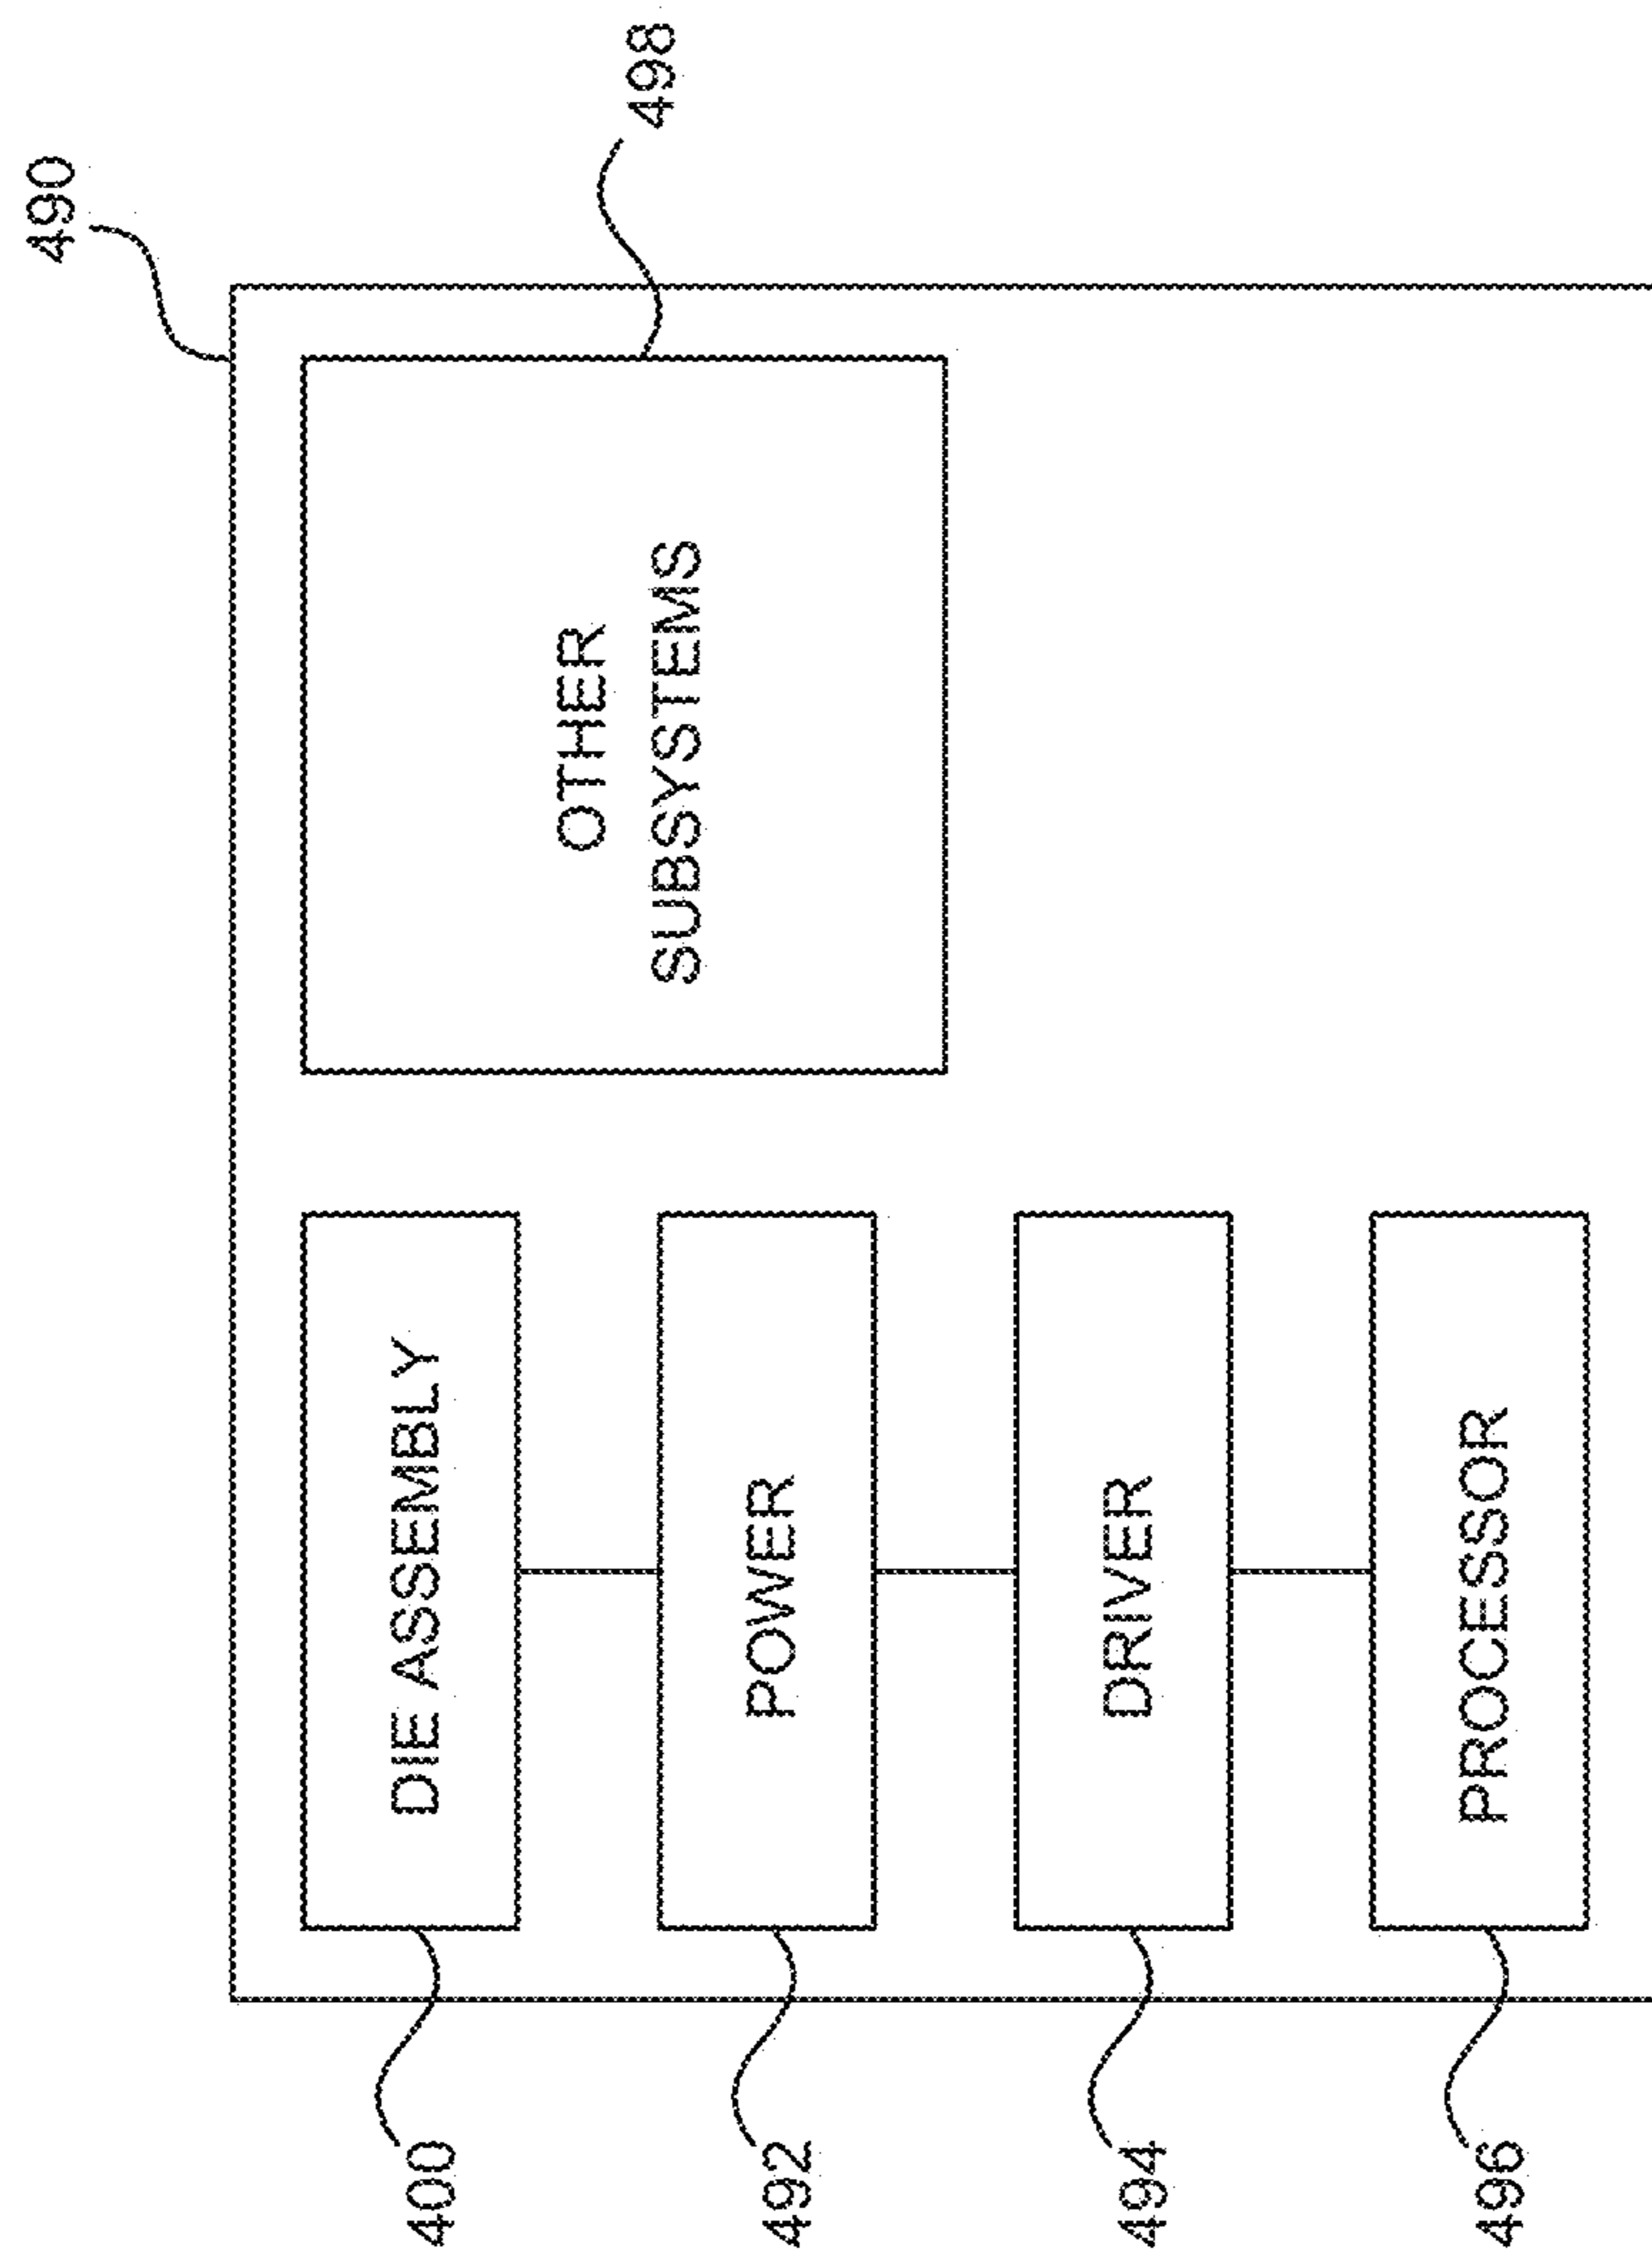 490
498
OTHER
SUBSYSTEMS
400
DIE ASSEMBLY
492
POWER
494
DRIVER
496
PROCESSOR